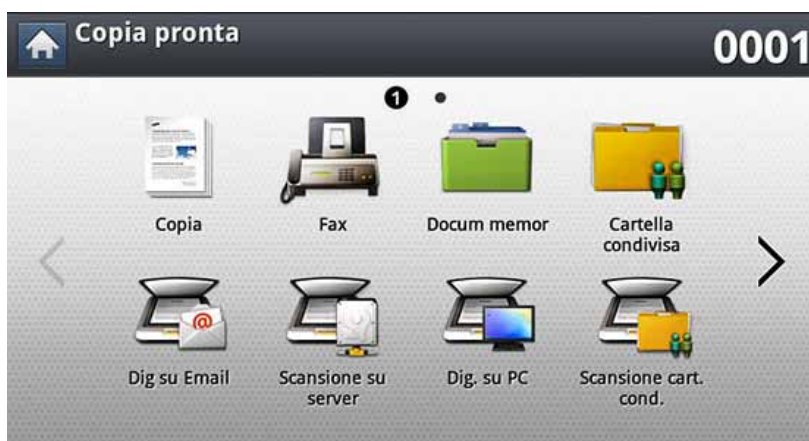 Copia pronta
0001
1
Copia
Fax
Docum memor
Cartella
condivisa
Dig su Email
Scansione su
server
Dig. su PC
Scansione cart.
cond.